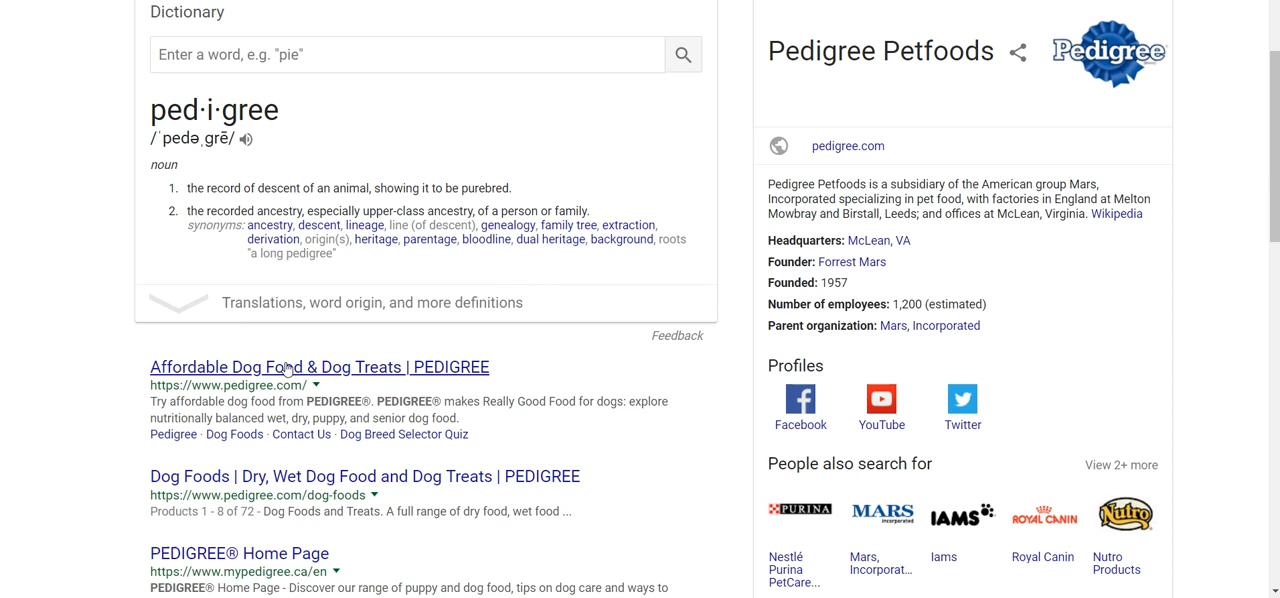 Dictionary
Enter a word, e.g. "pie"
ped·i·gree
/ˈpedəˌɡrē/
noun
1. the record of descent of an animal, showing it to be purebred.
2. the recorded ancestry, especially upper-class ancestry, of a person or family.
synonyms: ancestry, descent, lineage, line (of descent), genealogy, family tree, extraction,
derivation, origin(s), heritage, parentage, bloodline, dual heritage, background, roots
"a long pedigree"
Translations, word origin, and more definitions
Feedback
Affordable Dog Food & Dog Treats | PEDIGREE
https://www.pedigree.com/
Try affordable dog food from PEDIGREE®. PEDIGREE® makes Really Good Food for dogs: explore
nutritionally balanced wet, dry, puppy, and senior dog food.
Pedigree · Dog Foods · Contact Us · Dog Breed Selector Quiz
Dog Foods | Dry, Wet Dog Food and Dog Treats | PEDIGREE
https://www.pedigree.com/dog-foods
Products 1 - 8 of 72 - Dog Foods and Treats. A full range of dry food, wet food ...
PEDIGREE® Home Page
https://www.mypedigree.ca/en
PEDIGREE® Home Page - Discover our range of puppy and dog food, tips on dog care and ways to
Pedigree Petfoods
Pedigree
pedigree.com
Pedigree Petfoods is a subsidiary of the American group Mars,
Incorporated specializing in pet food, with factories in England at Melton
Mowbray and Birstall, Leeds; and offices at McLean, Virginia. Wikipedia
Headquarters: McLean, VA
Founder: Forrest Mars
Founded: 1957
Number of employees: 1,200 (estimated)
Parent organization: Mars, Incorporated
Profiles
Facebook
YouTube
Twitter
People also search for
View 2+ more
PURINA
MARS
incorporated
IAMS
ROYAL CANIN
Nutro
Nestlé
Purina
PetCare...
Mars,
Incorporat...
Iams
Royal Canin
Nutro
Products